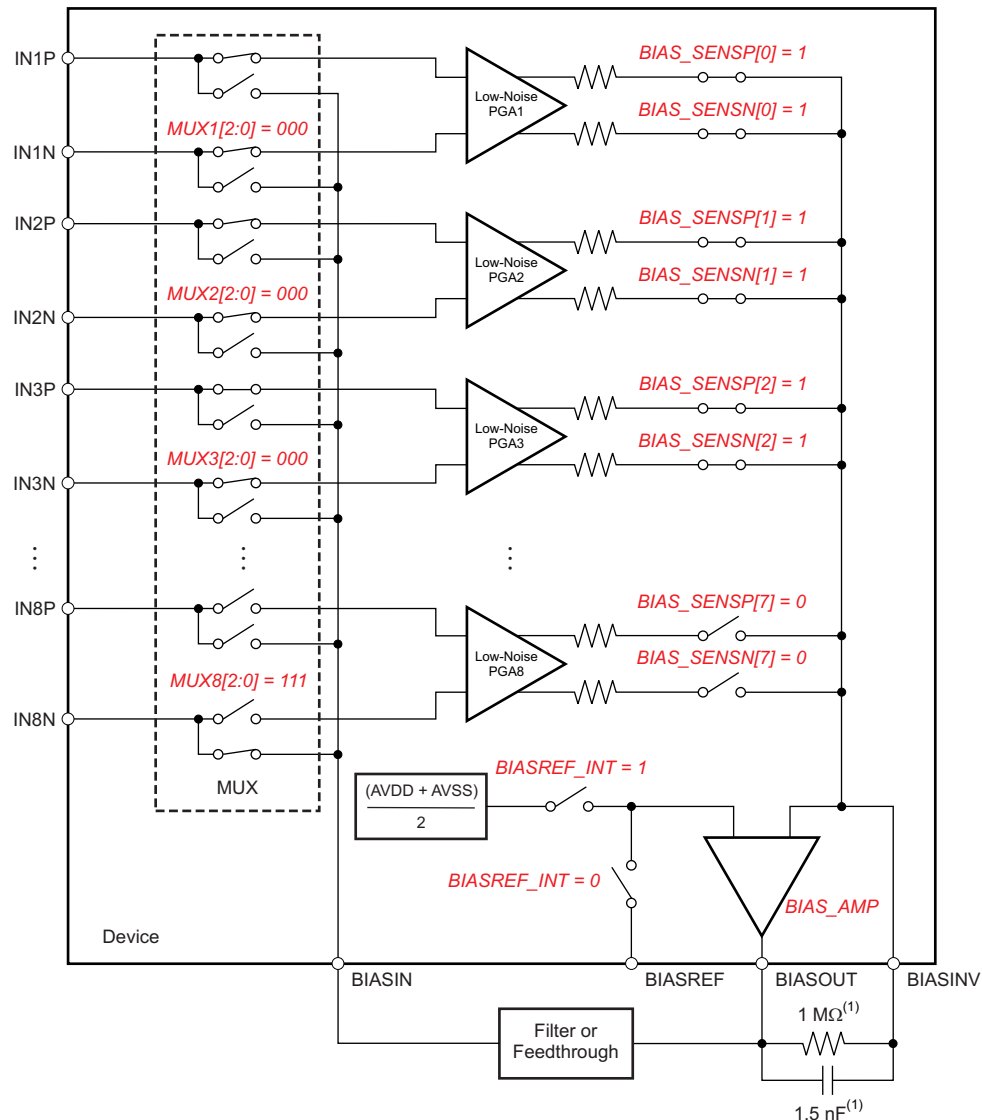 IN1P
BIAS_SENSP[0] = 1
Low-Noise
PGA1
BIAS_SENSN[0] = 1
MUX1[2:0] = 000
IN1N
IN2P
BIAS_SENSP[1] = 1
Low-Noise
PGA2
BIAS_SENSN[1] = 1
MUX2[2:0] = 000
IN2N
IN3P
BIAS_SENSP[2] = 1
Low-Noise
PGA3
BIAS_SENSN[2] = 1
MUX3[2:0] = 000
IN3N
IN8P
BIAS_SENSP[7] = 0
Low-Noise
PGA8
BIAS_SENSN[7] = 0
MUX8[2:0] = 111
IN8N
MUX
BIASREF_INT = 1
(AVDD + AVSS)
2
BIASREF_INT = 0
BIAS_AMP
Device
BIASIN
BIASREF
BIASOUT
BIASINV
Filter or
Feedthrough
1 MΩ(1)
1.5 nF(1)